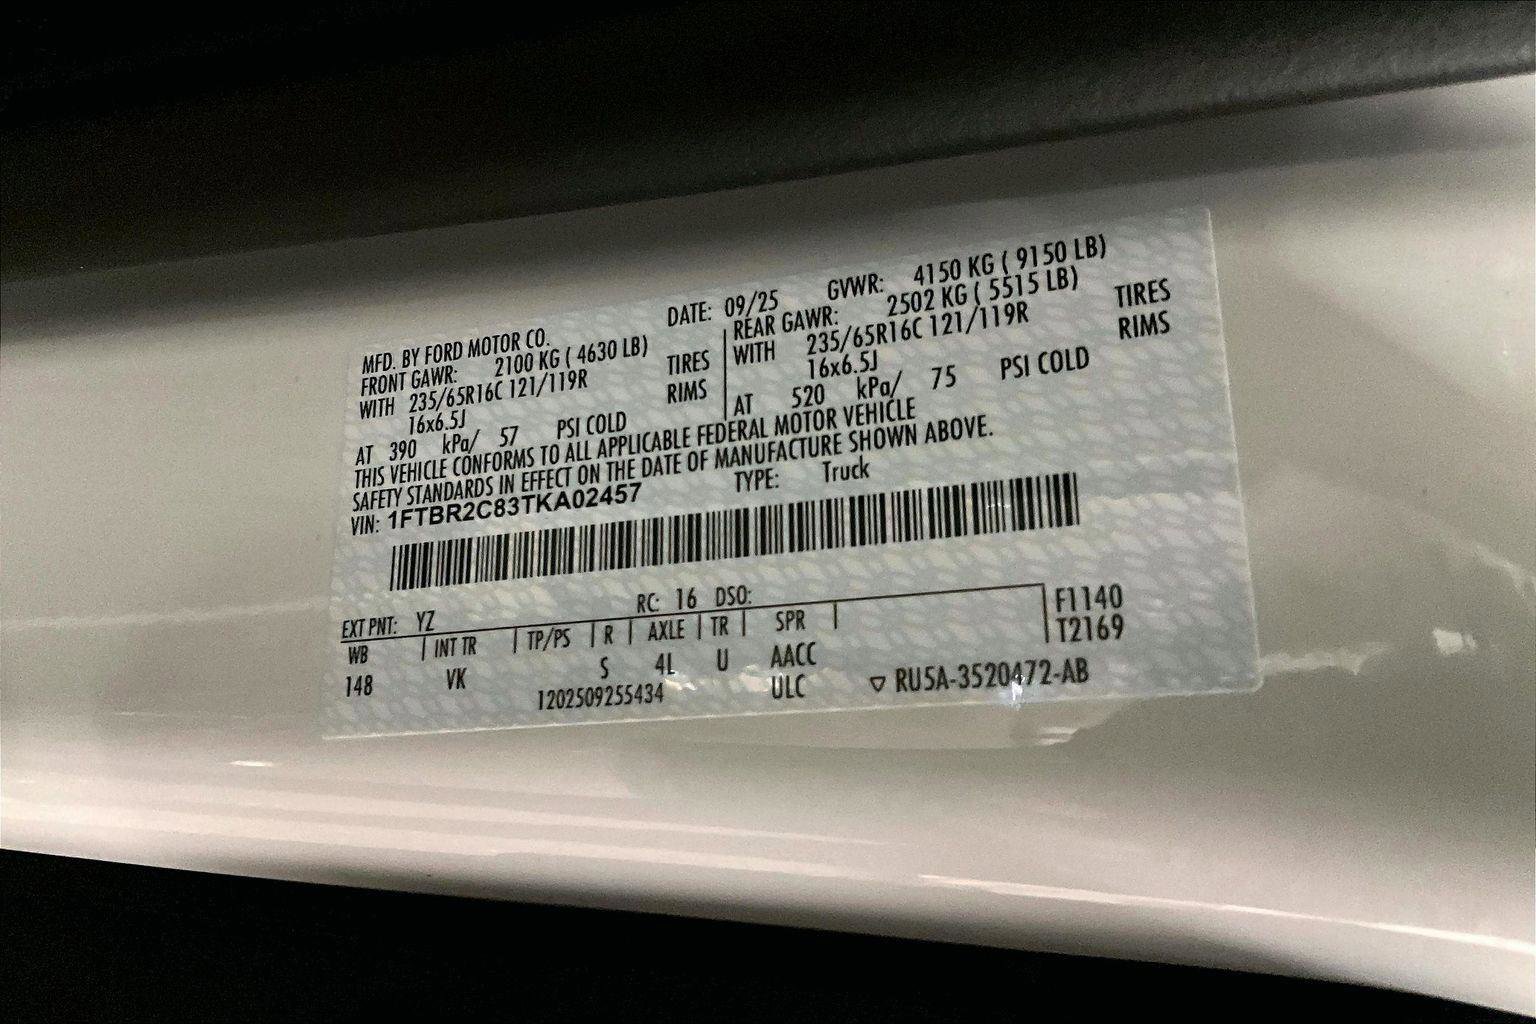 MFD. BY FORD MOTOR CO. DATE: 09/25 GVWR: 4150 KG ( 9150 LB)
FRONT GAWR: 2100 KG ( 4630 LB)
WITH 235/65R16C 121/119R TIRES
16x6.5J RIMS
AT 390 kPa/ 57 PSI COLD
REAR GAWR: 2502 KG ( 5515 LB)
WITH 235/65R16C 121/119R TIRES
16x6.5J RIMS
AT 520 kPa/ 75 PSI COLD
THIS VEHICLE CONFORMS TO ALL APPLICABLE FEDERAL MOTOR VEHICLE
SAFETY STANDARDS IN EFFECT ON THE DATE OF MANUFACTURE SHOWN ABOVE.
VIN: 1FTBR2C83TKA02457 TYPE: Truck
EXT PNT: YZ RC: 16 DSO: F1140
WB INT TR TP/PS R AXLE TR SPR T2169
148 VK S 4L U AACC
1202509255434 ULC ▽ RU5A-3520472-AB